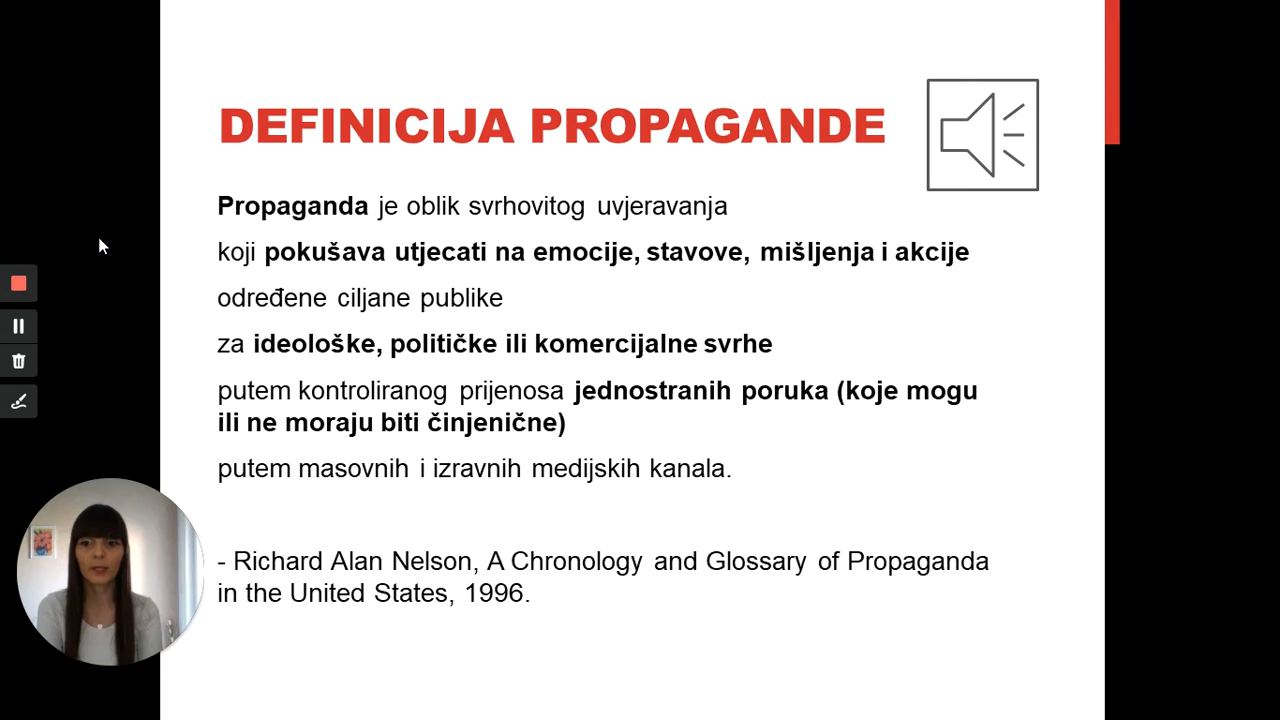 DEFINICIJA PROPAGANDE
Propaganda je oblik svrhovitog uvjeravanja
koji pokušava utjecati na emocije, stavove, mišljenja i akcije
određene ciljane publike
za ideološke, političke ili komercijalne svrhe
putem kontroliranog prijenosa jednostranih poruka (koje mogu
ili ne moraju biti činjenične)
putem masovnih i izravnih medijskih kanala.
- Richard Alan Nelson, A Chronology and Glossary of Propaganda
in the United States, 1996.